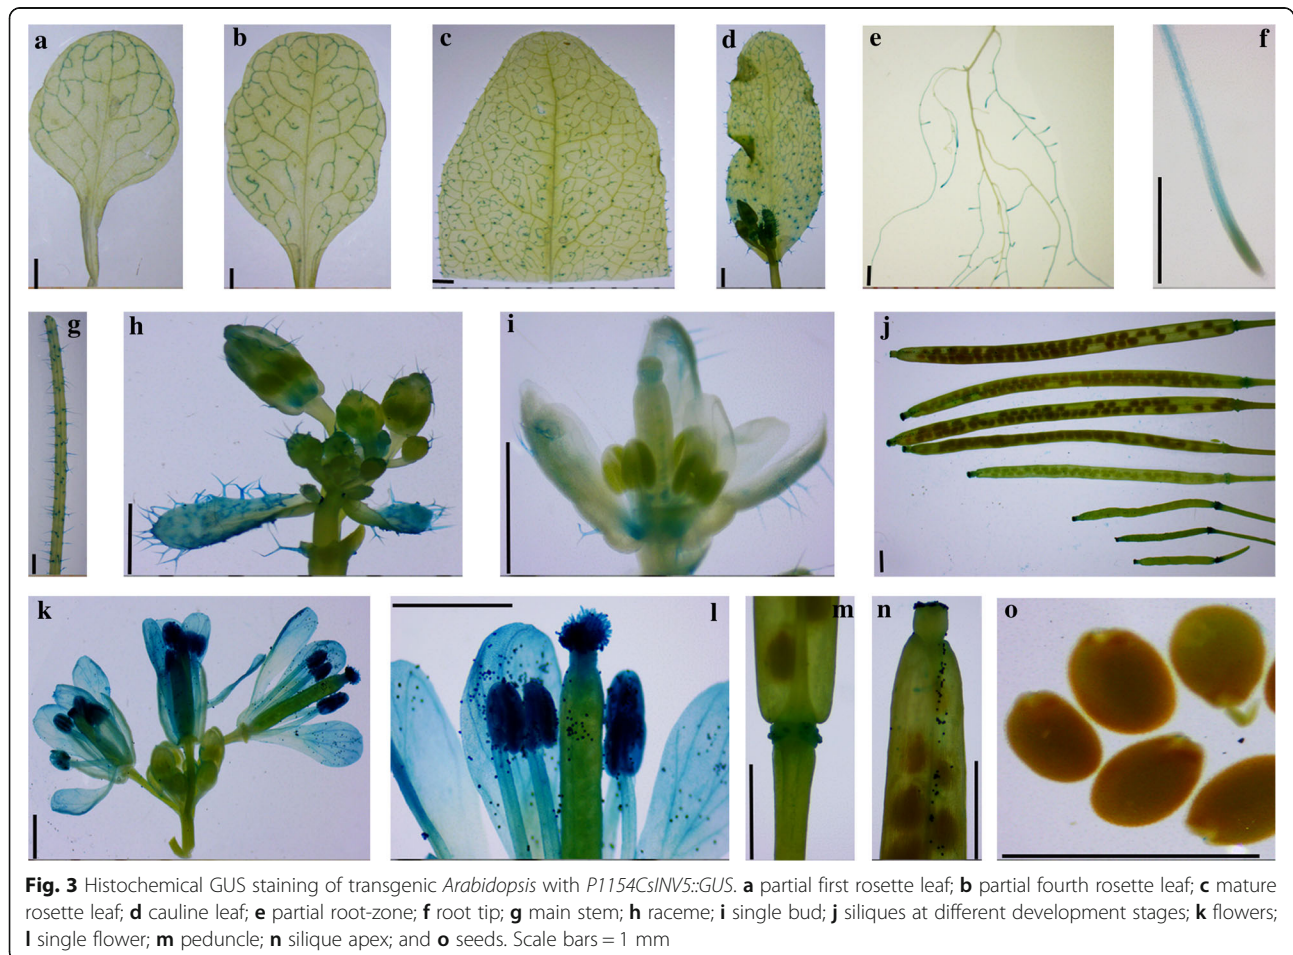 a b c d e f
g h i j
k l m n o
Fig. 3 Histochemical GUS staining of transgenic Arabidopsis with P1154CsINV5::GUS. a partial first rosette leaf; b partial fourth rosette leaf; c mature
rosette leaf; d cauline leaf; e partial root-zone; f root tip; g main stem; h raceme; i single bud; j siliques at different development stages; k flowers;
l single flower; m peduncle; n silique apex; and o seeds. Scale bars = 1 mm